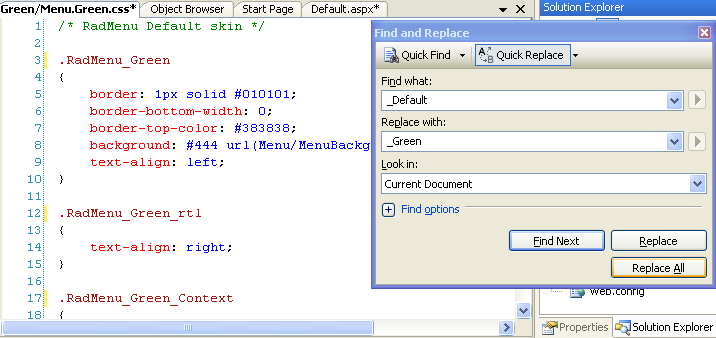 Green/Menu.Green.css* Object Browser Start Page Default.aspx*
Solution Explorer
1 /* RadMenu Default skin */
2
3 .RadMenu_Green
4 {
5 border: 1px solid #010101;
6 border-bottom-width: 0;
7 border-top-color: #383838;
8 background: #444 url(Menu/MenuBackg
9 text-align: left;
10 }
11
12 .RadMenu_Green_rtl
13 {
14 text-align: right;
15 }
16
17 .RadMenu_Green_Context
18 {
Find and Replace
Quick Find Quick Replace
Find what:
_Default
Replace with:
_Green
Look in:
Current Document
Find options
Find Next Replace
Replace All
Web.config
Properties Solution Explorer